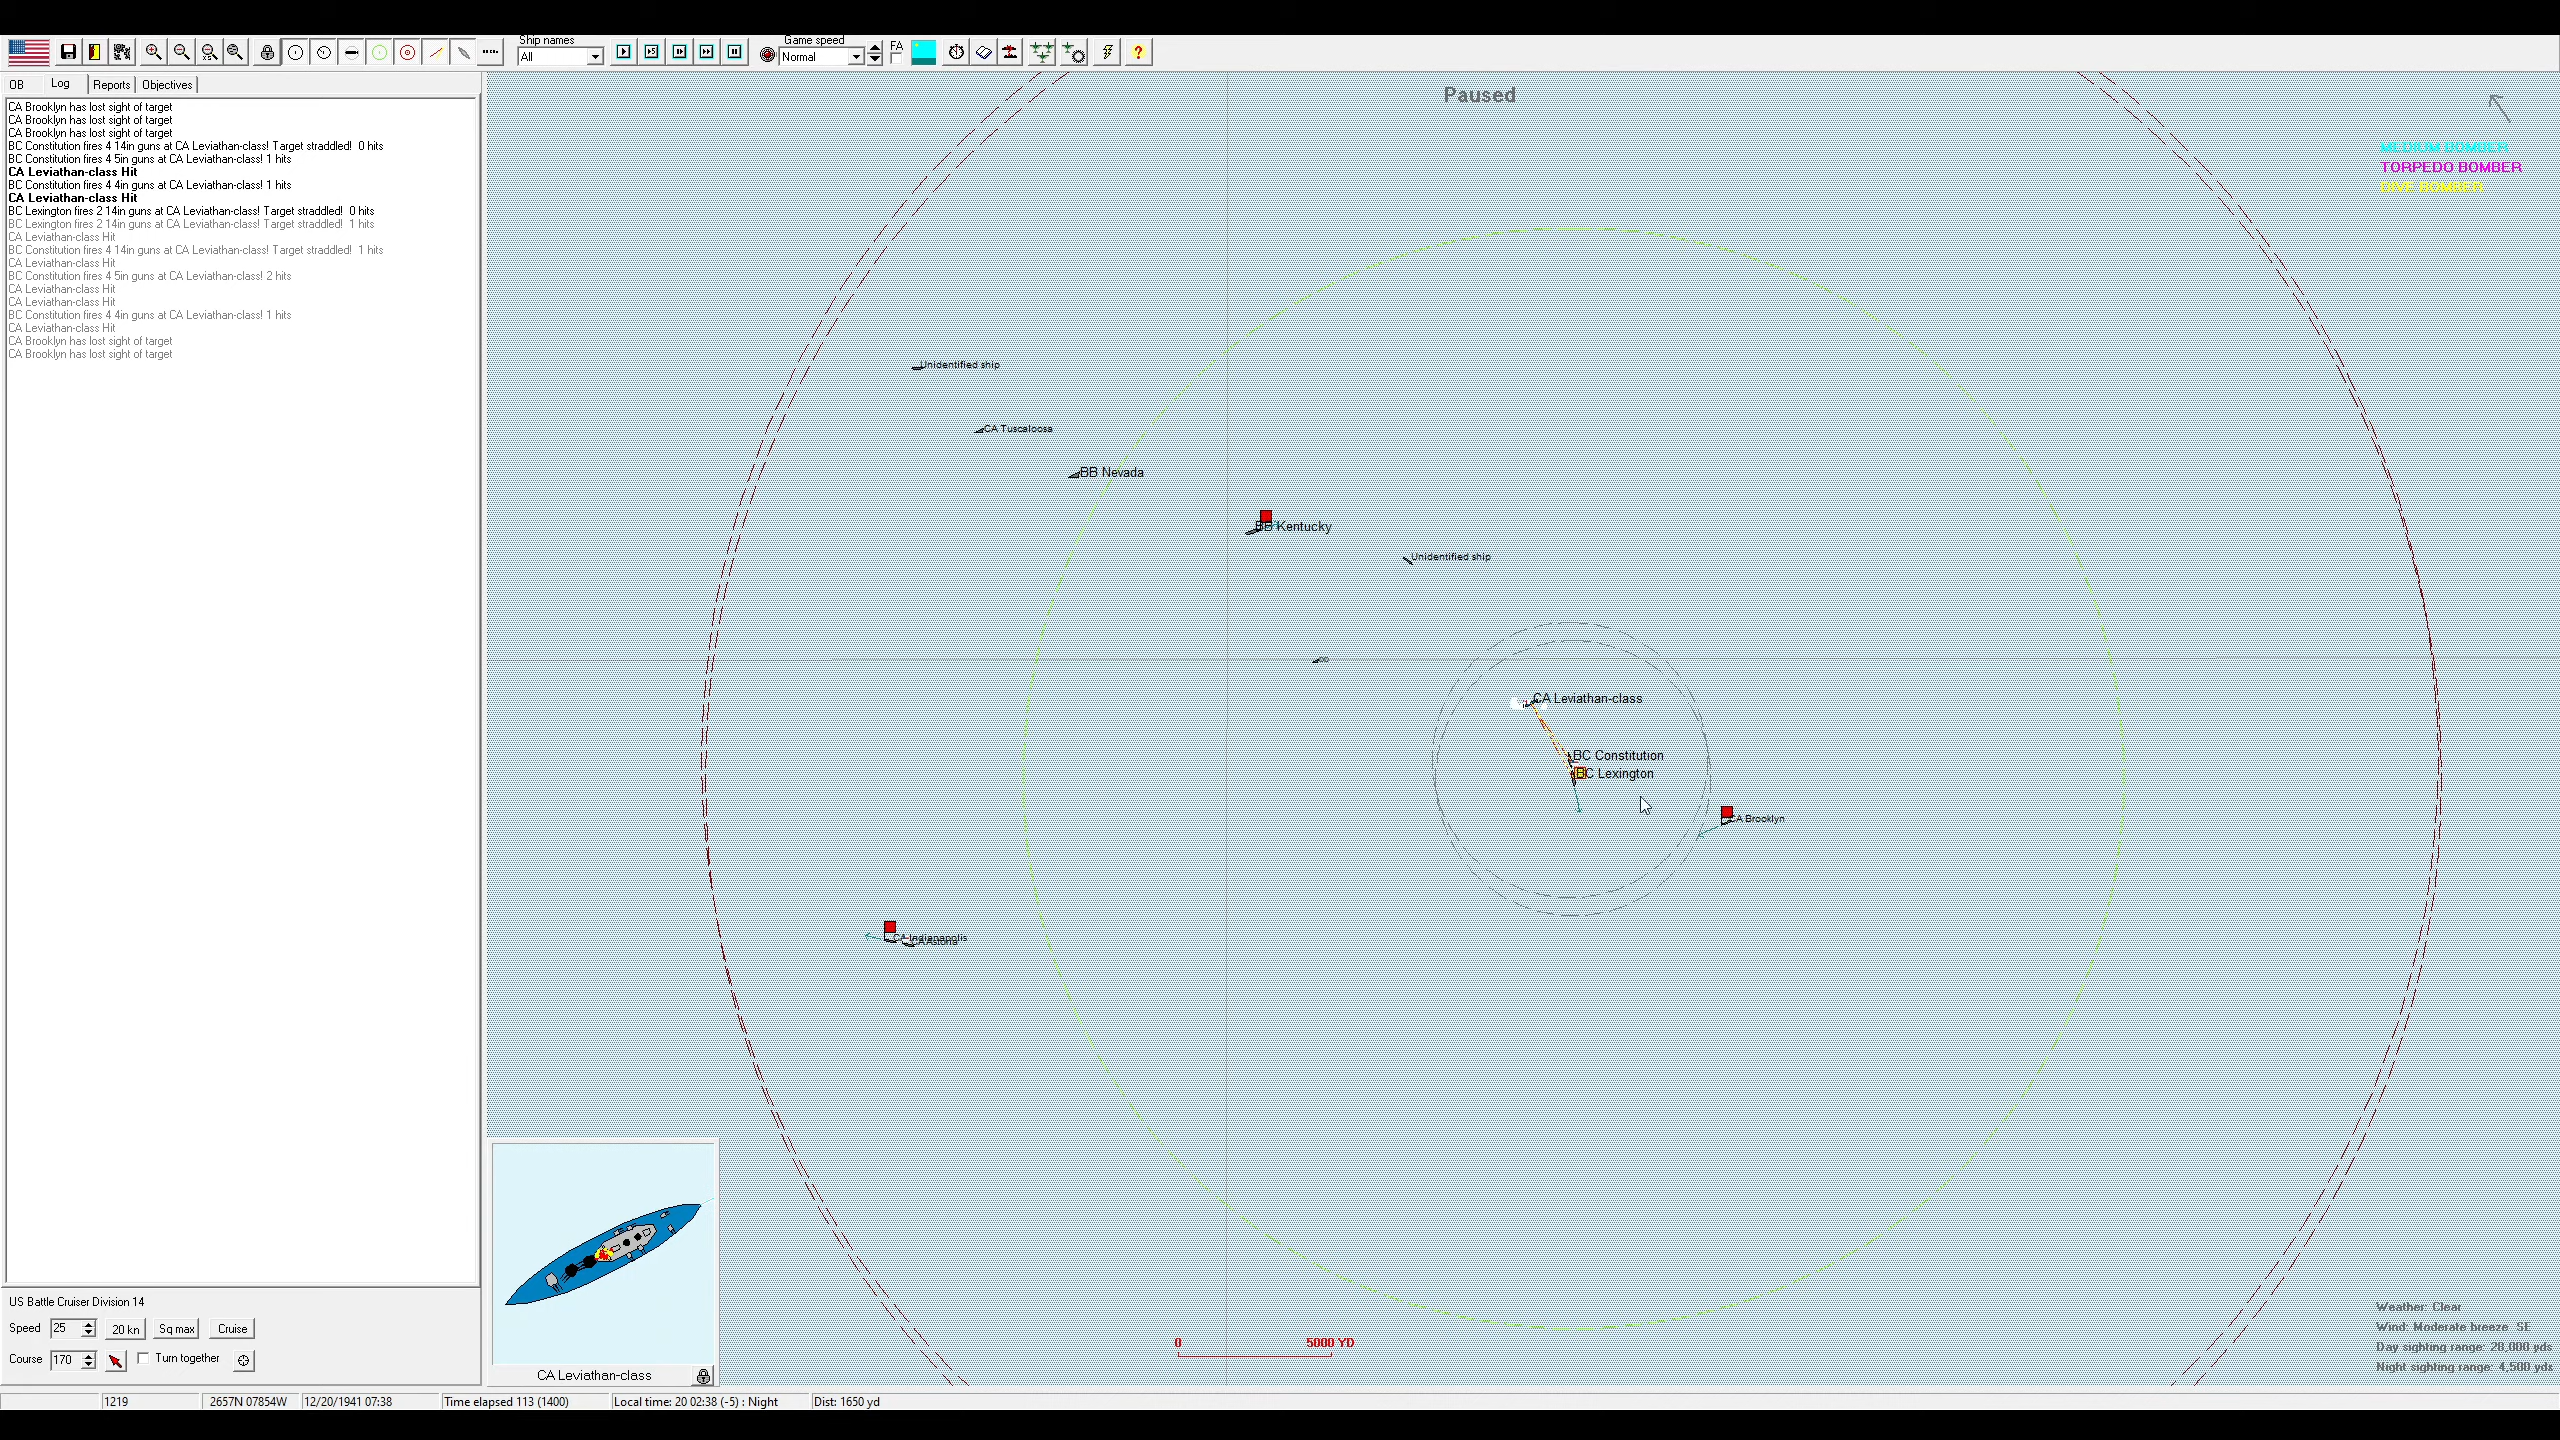 Ship names
All
Game speed
Normal
FA
OB
Log
Reports
Objectives
CA Brooklyn has lost sight of target
CA Brooklyn has lost sight of target
CA Brooklyn has lost sight of target
BC Constitution fires 4 14in guns at CA Leviathan-class! Target straddled!  0 hits
BC Constitution fires 4 5in guns at CA Leviathan-class! 1 hits
CA Leviathan-class Hit
BC Constitution fires 4 4in guns at CA Leviathan-class! 1 hits
CA Leviathan-class Hit
BC Lexington fires 2 14in guns at CA Leviathan-class! Target straddled!  0 hits
BC Lexington fires 2 14in guns at CA Leviathan-class! Target straddled!  1 hits
CA Leviathan-class Hit
BC Constitution fires 4 14in guns at CA Leviathan-class! Target straddled!  1 hits
CA Leviathan-class Hit
BC Constitution fires 4 5in guns at CA Leviathan-class! 2 hits
CA Leviathan-class Hit
CA Leviathan-class Hit
BC Constitution fires 4 4in guns at CA Leviathan-class! 1 hits
CA Leviathan-class Hit
CA Brooklyn has lost sight of target
CA Brooklyn has lost sight of target
Paused
MEDIUM BOMBER
TORPEDO BOMBER
DIVE BOMBER
Unidentified ship
CA Tuscaloosa
BB Nevada
BB Kentucky
Unidentified ship
CA Leviathan-class
BC Constitution
BC Lexington
CA Brooklyn
CA Indianapolis
CA Astoria
0 5000 YD
Weather: Clear
Wind: Moderate breeze  SE
Day sighting range: 28,000 yds
Night sighting range: 4,500 yds
US Battle Cruiser Division 14
Speed 25 20 kn Sq max Cruise
Course 170 Turn together
CA Leviathan-class
1219
2657N 07854W
12/20/1941 07:38
Time elapsed 113 (1400)
Local time: 20 02:38 (-5) : Night
Dist: 1650 yd